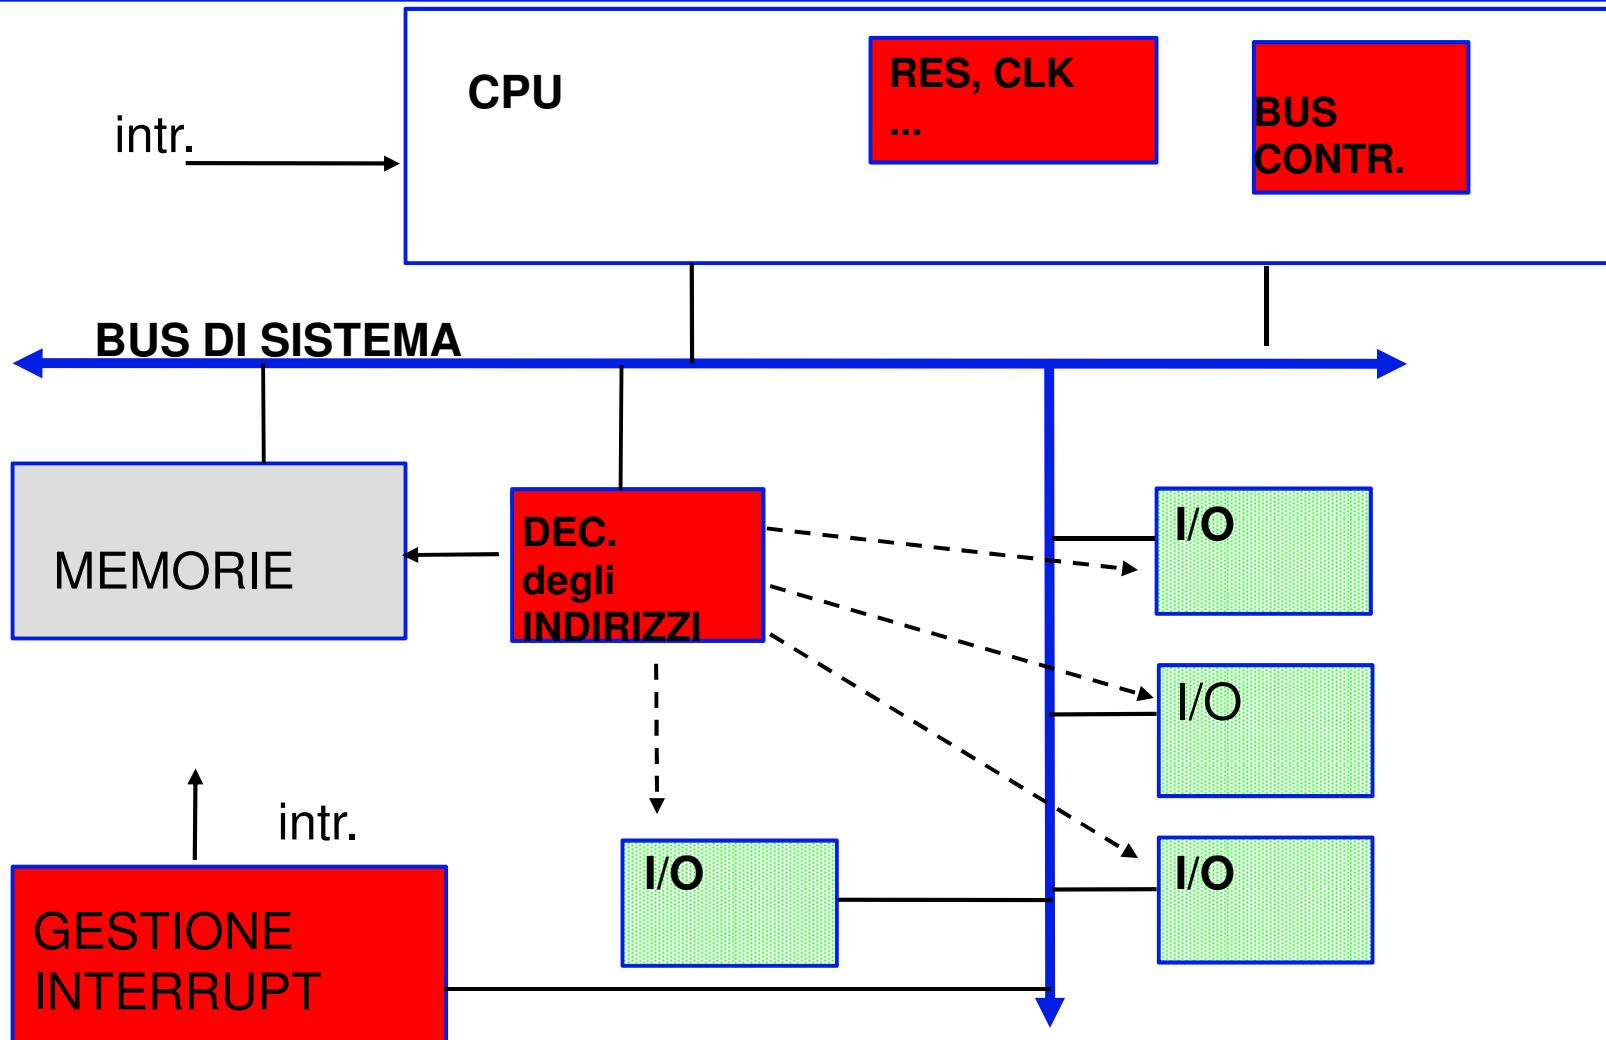 CPU
RES, CLK
...
BUS
CONTR.
intr.
BUS DI SISTEMA
MEMORIE
DEC.
degli
INDIRIZZI
I/O
I/O
intr.
I/O
I/O
GESTIONE
INTERRUPT